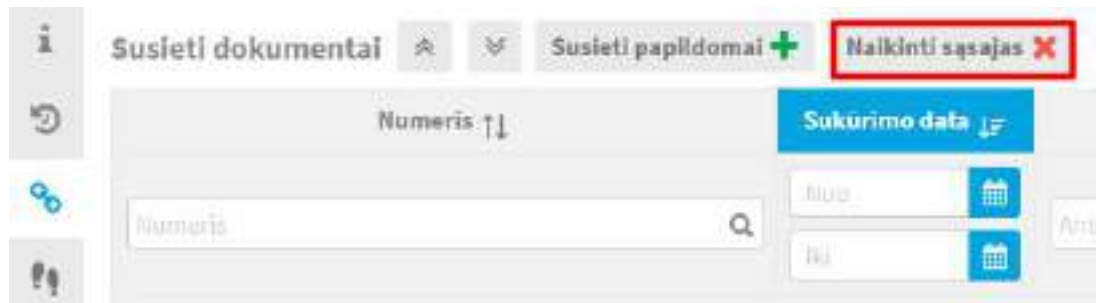 Susieti dokumentai Susieti papildomai Naikinti sąsajas
Numeris Sukūrimo data
Nuo
Numeris
Iki